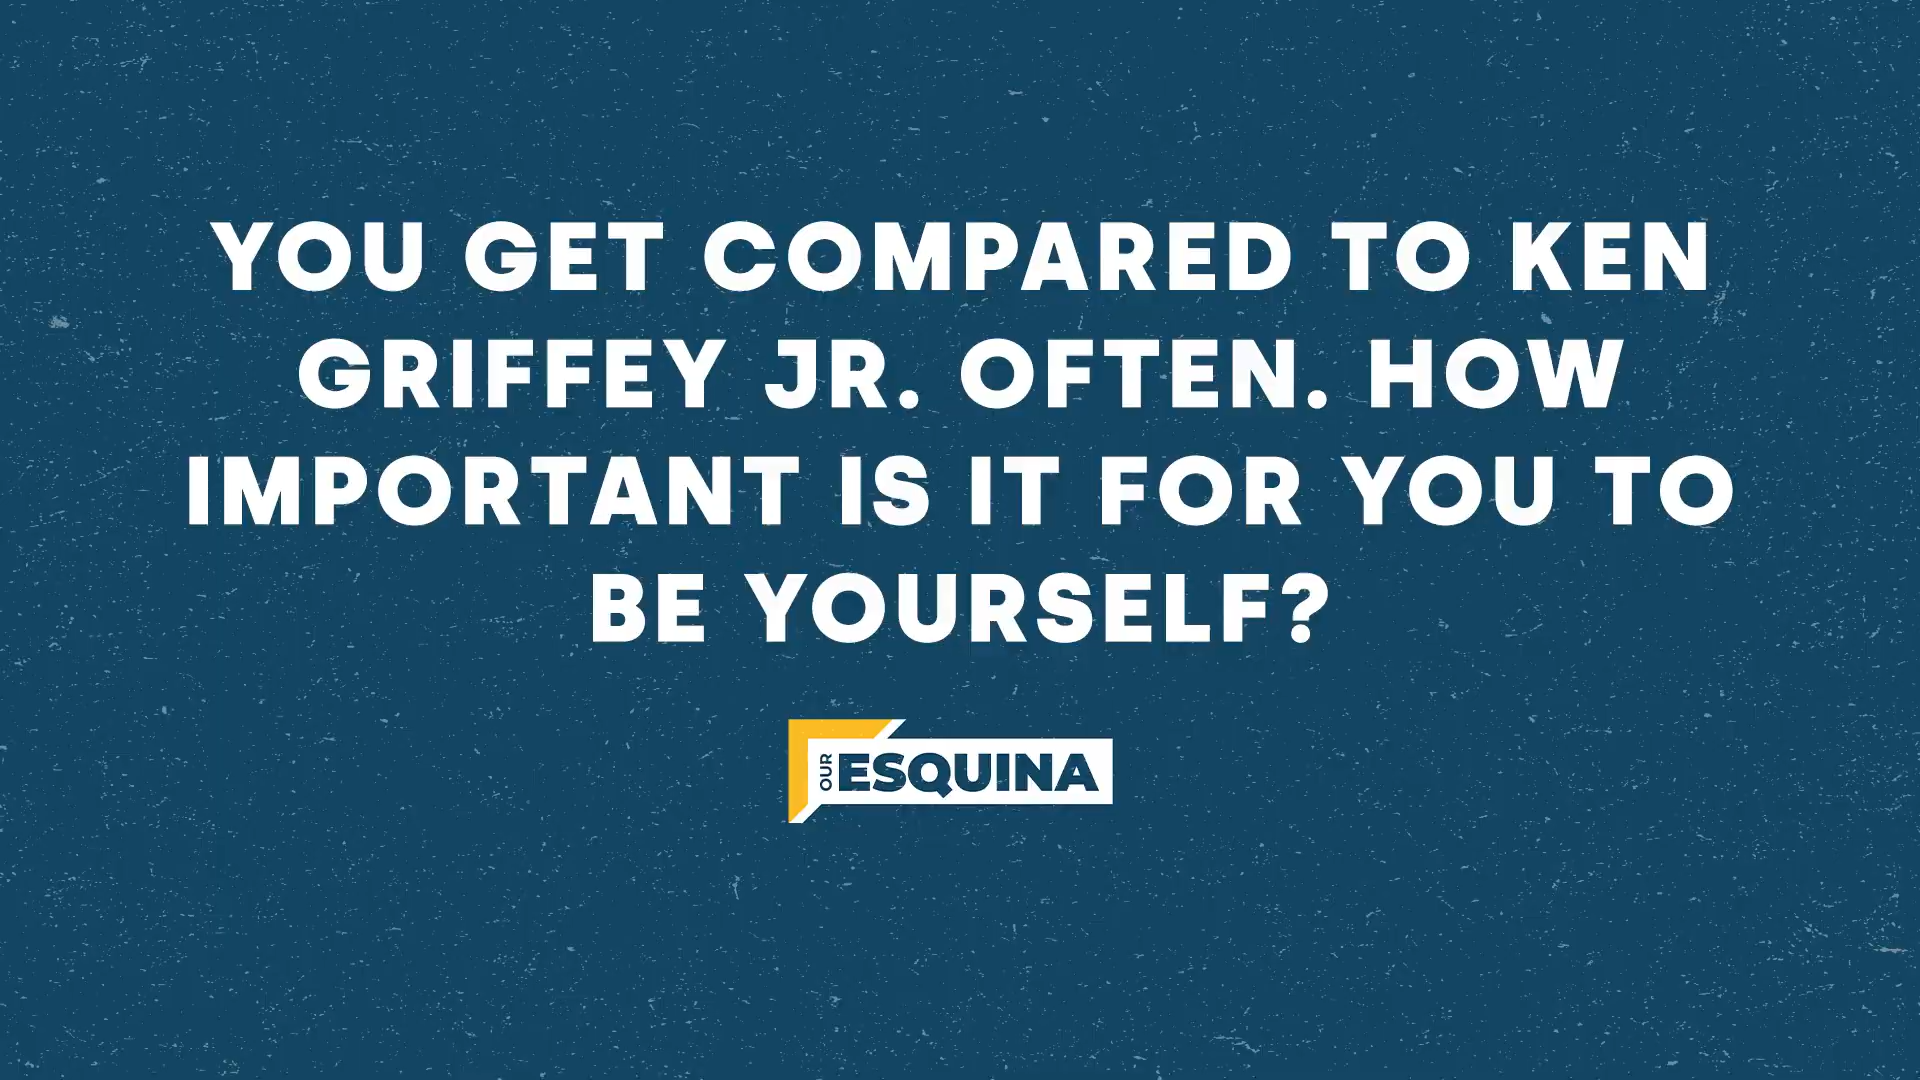 YOU GET COMPARED TO KEN
GRIFFEY JR. OFTEN. HOW
IMPORTANT IS IT FOR YOU TO
BE YOURSELF?
OUR ESQUINA